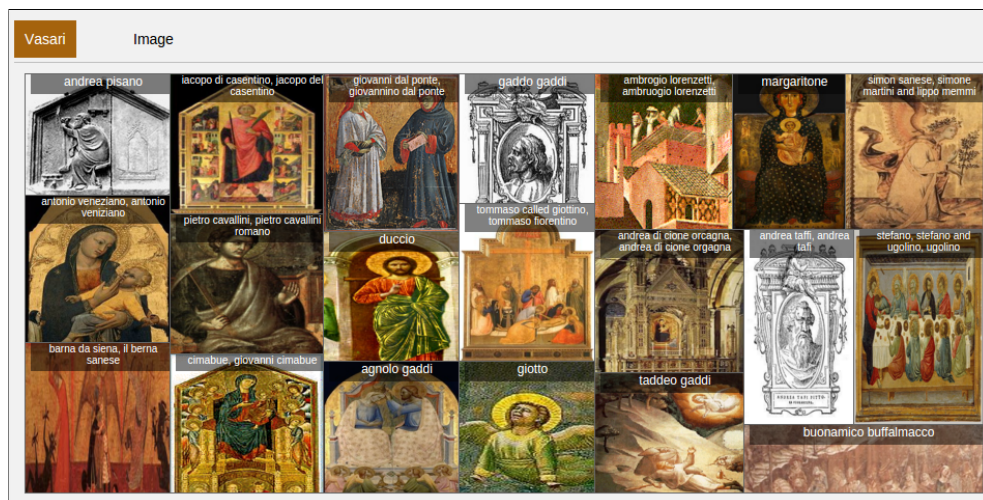 Vasari
Image
andrea pisano
iacopo di casentino, jacopo del
casentino
giovanni dal ponte,
giovannino dal ponte
gaddo gaddi
ambrogio lorenzetti,
ambruogio lorenzetti
margaritone
simon sanese, simone
martini and lippo memmi
antonio veneziano, antonio
veniziano
pietro cavallini, pietro cavallini
romano
duccio
tommaso called giottino,
tommaso fiorentino
andrea di cione orcagna,
andrea di cione orgagna
andrea taffi, andrea
tafi
stefano, stefano and
ugolino, ugolino
barna da siena, il berna
sanese
cimabue, giovanni cimabue
agnolo gaddi
giotto
taddeo gaddi
ANDREA TAFI PITTO-
buonamico buffalmacco